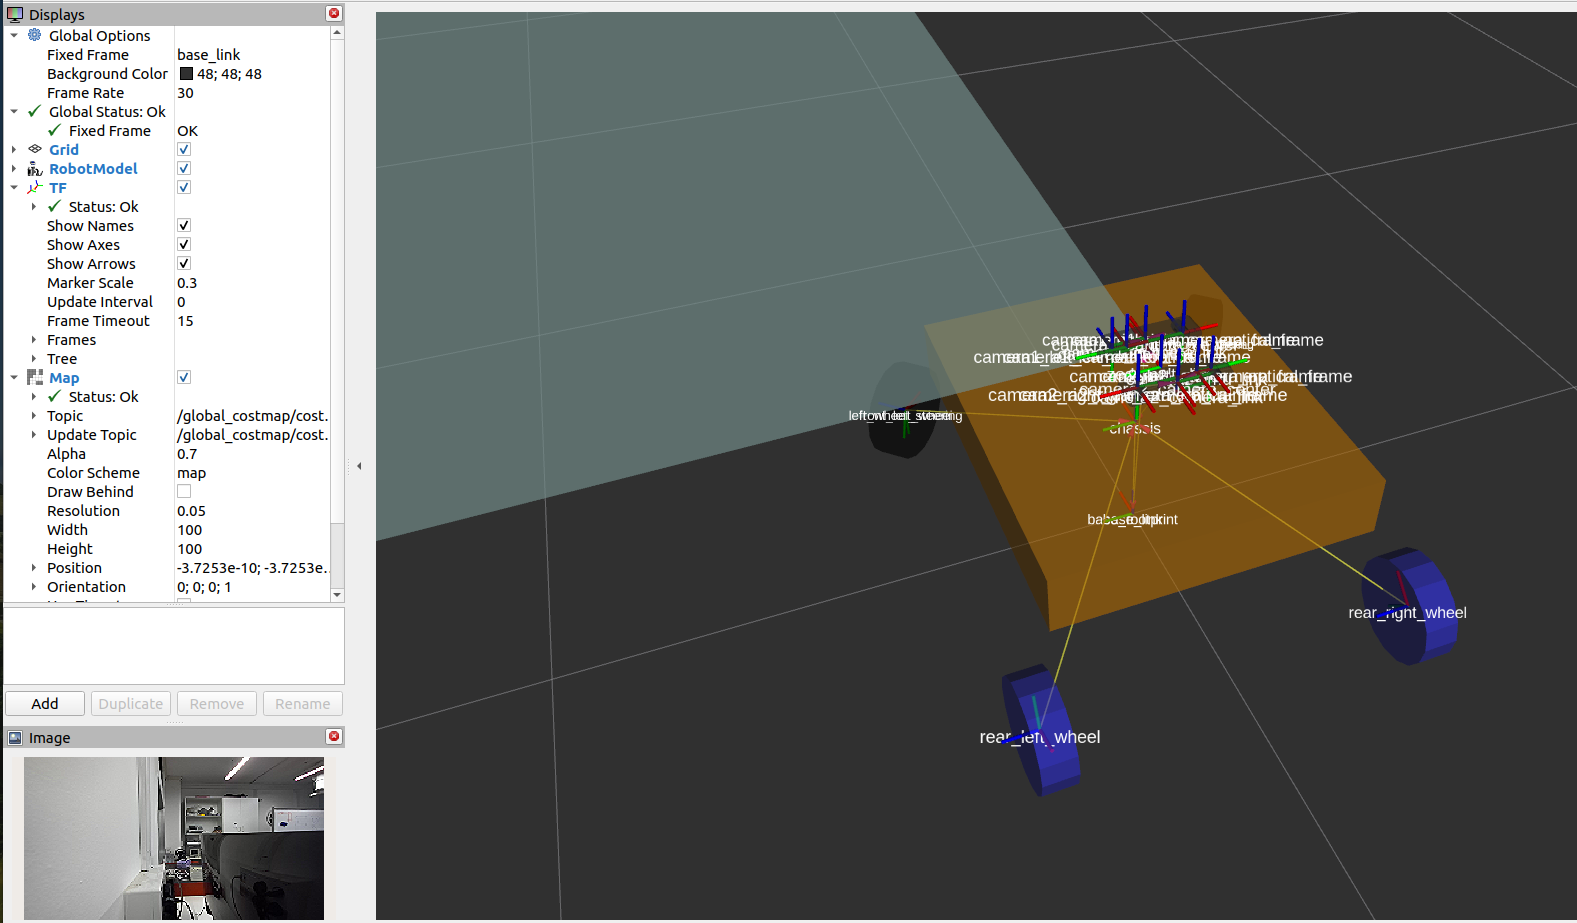 Displays
Global Options
Fixed Frame base_link
Background Color 48; 48; 48
Frame Rate 30
Global Status: Ok
Fixed Frame OK
Grid
RobotModel
TF
Status: Ok
Show Names
Show Axes
Show Arrows
Marker Scale 0.3
Update Interval 0
Frame Timeout 15
Frames
Tree
Map
Status: Ok
Topic /global_costmap/cost...
Update Topic /global_costmap/cost...
Alpha 0.7
Color Scheme map
Draw Behind
Resolution 0.05
Width 100
Height 100
Position -3.7253e-10; -3.7253e...
Orientation 0; 0; 0; 1
Add Duplicate Remove Rename
Image
chassis
rear_right_wheel
rear_left_wheel